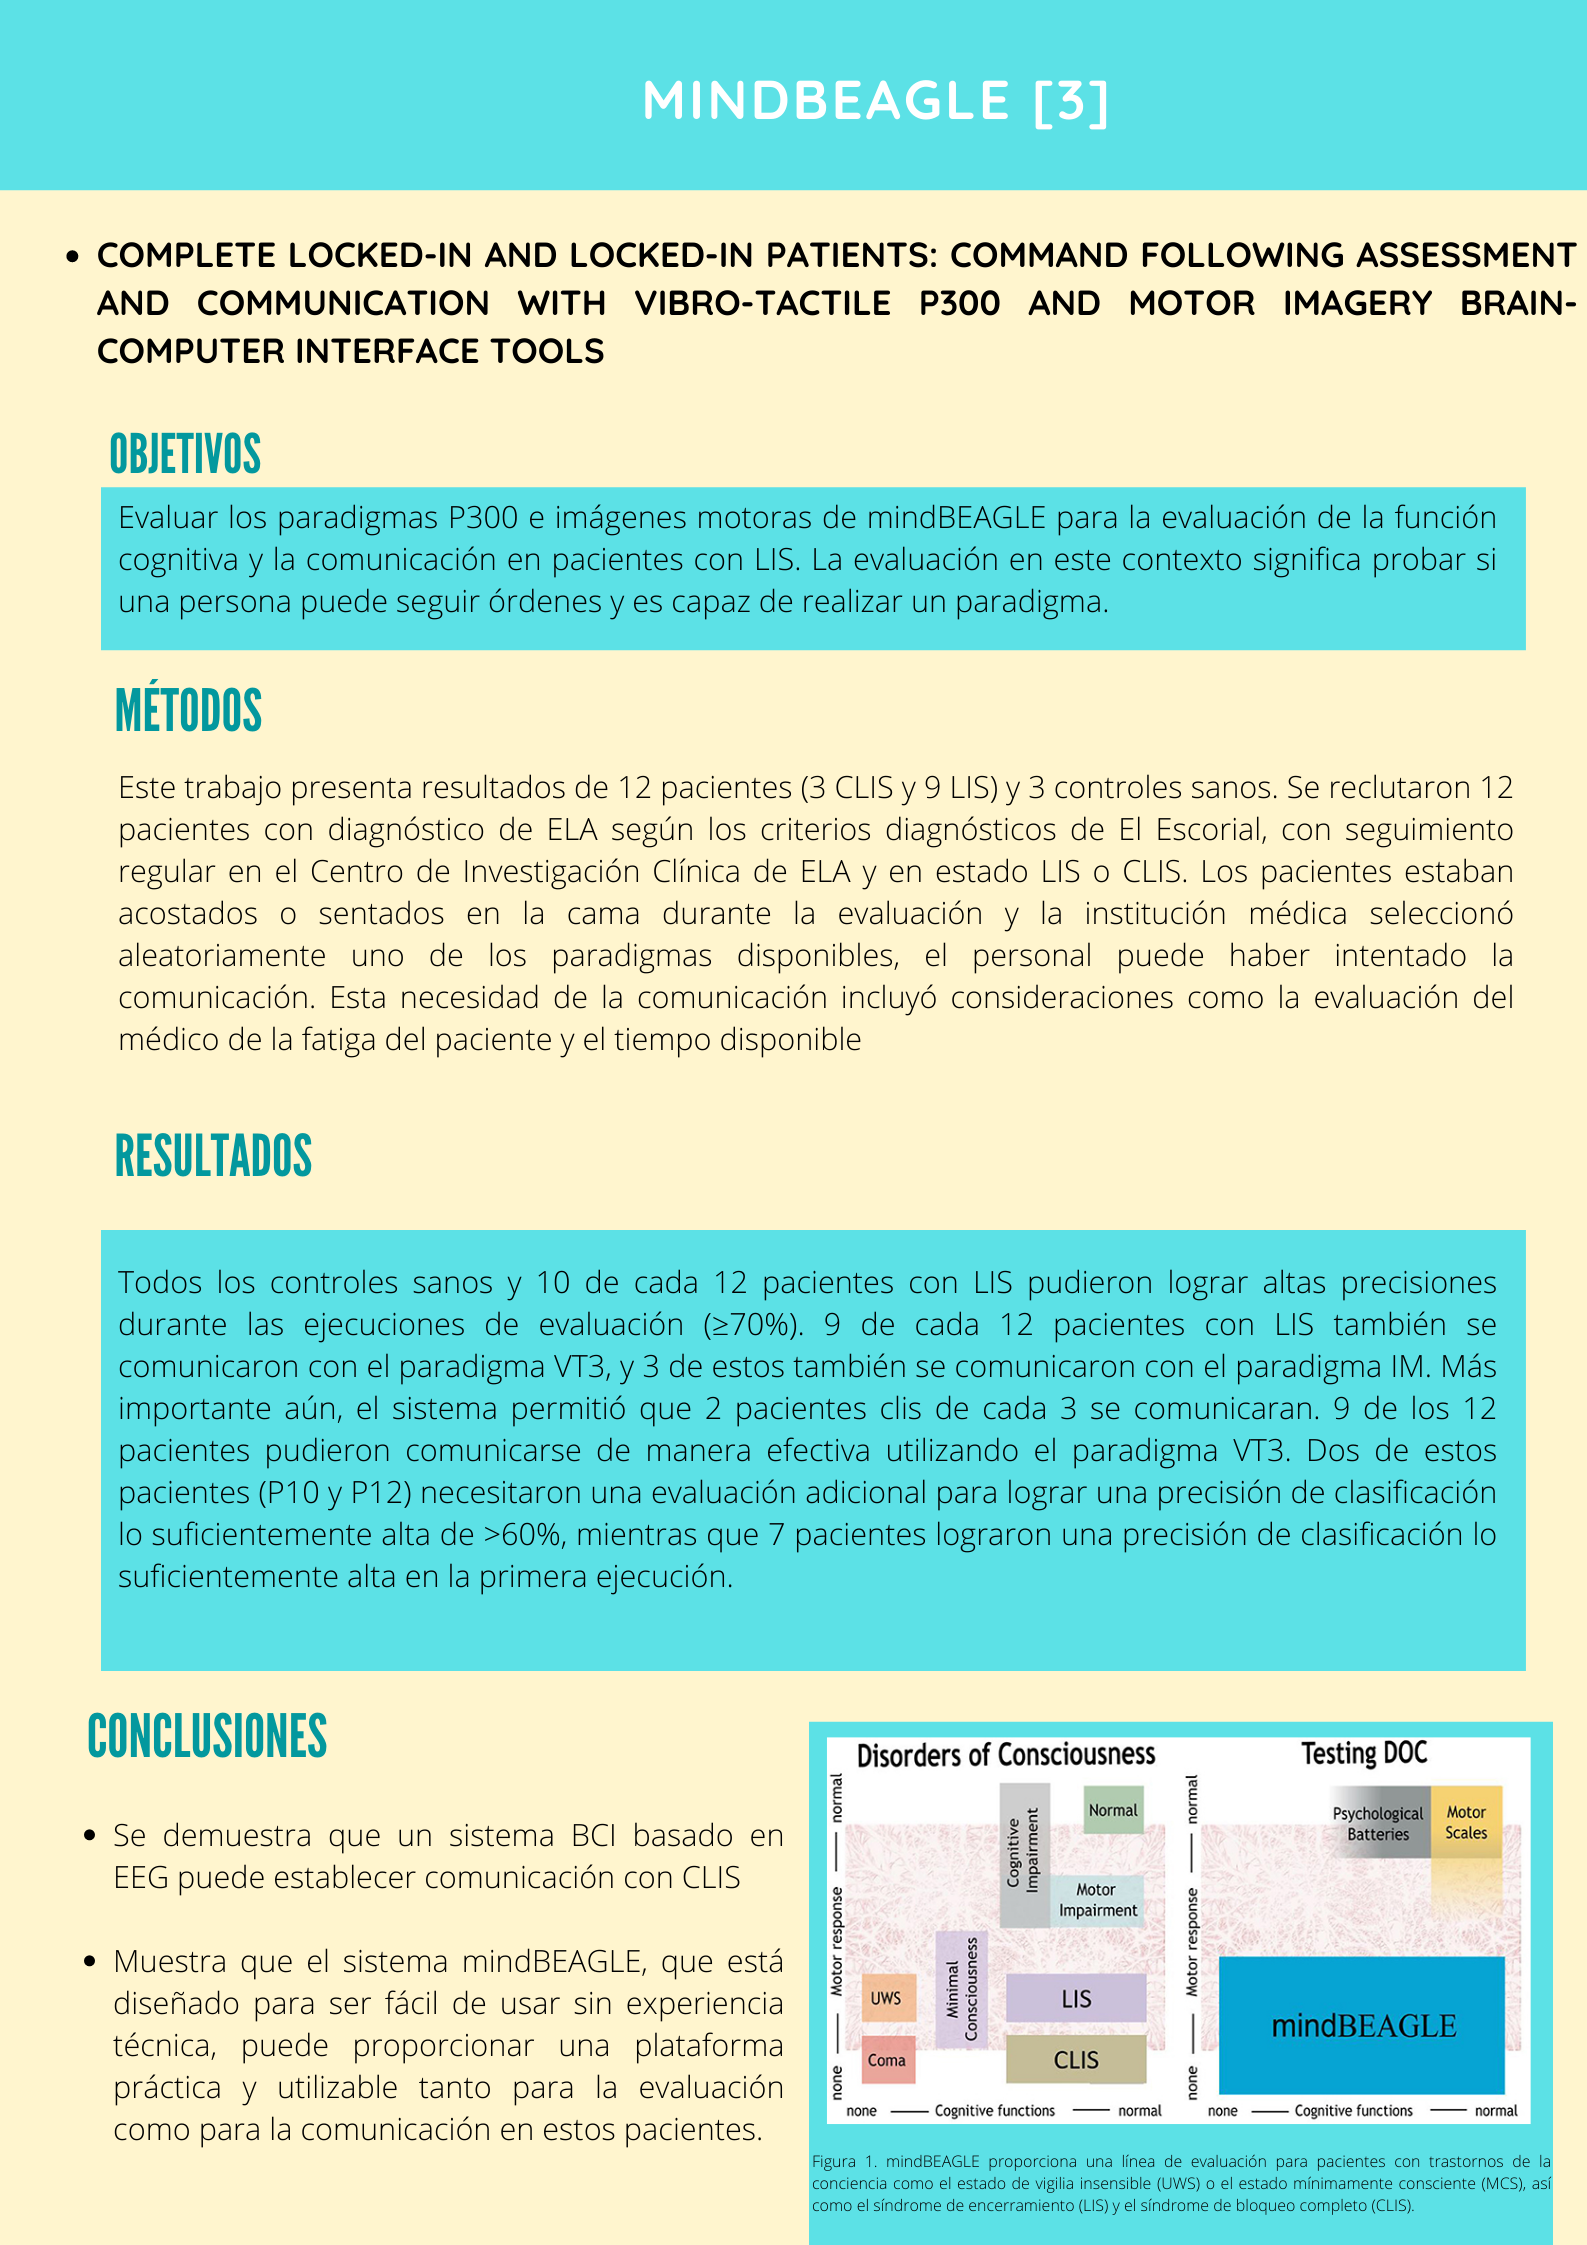 MINDBEAGLE [3]
• COMPLETE LOCKED-IN AND LOCKED-IN PATIENTS: COMMAND FOLLOWING ASSESSMENT
AND COMMUNICATION WITH VIBRO-TACTILE P300 AND MOTOR IMAGERY BRAIN-
COMPUTER INTERFACE TOOLS
OBJETIVOS
Evaluar los paradigmas P300 e imágenes motoras de mindBEAGLE para la evaluación de la función
cognitiva y la comunicación en pacientes con LIS. La evaluación en este contexto significa probar si
una persona puede seguir órdenes y es capaz de realizar un paradigma.
MÉTODOS
Este trabajo presenta resultados de 12 pacientes (3 CLIS y 9 LIS) y 3 controles sanos. Se reclutaron 12
pacientes con diagnóstico de ELA según los criterios diagnósticos de El Escorial, con seguimiento
regular en el Centro de Investigación Clínica de ELA y en estado LIS o CLIS. Los pacientes estaban
acostados o sentados en la cama durante la evaluación y la institución médica seleccionó
aleatoriamente uno de los paradigmas disponibles, el personal puede haber intentado la
comunicación. Esta necesidad de la comunicación incluyó consideraciones como la evaluación del
médico de la fatiga del paciente y el tiempo disponible
RESULTADOS
Todos los controles sanos y 10 de cada 12 pacientes con LIS pudieron lograr altas precisiones
durante las ejecuciones de evaluación (≥70%). 9 de cada 12 pacientes con LIS también se
comunicaron con el paradigma VT3, y 3 de estos también se comunicaron con el paradigma IM. Más
importante aún, el sistema permitió que 2 pacientes clis de cada 3 se comunicaran. 9 de los 12
pacientes pudieron comunicarse de manera efectiva utilizando el paradigma VT3. Dos de estos
pacientes (P10 y P12) necesitaron una evaluación adicional para lograr una precisión de clasificación
lo suficientemente alta de >60%, mientras que 7 pacientes lograron una precisión de clasificación lo
suficientemente alta en la primera ejecución.
CONCLUSIONES
• Se demuestra que un sistema BCI basado en
EEG puede establecer comunicación con CLIS
• Muestra que el sistema mindBEAGLE, que está
diseñado para ser fácil de usar sin experiencia
técnica, puede proporcionar una plataforma
práctica y utilizable tanto para la evaluación
como para la comunicación en estos pacientes.
Disorders of Consciousness
normal
Motor response
none
Cognitive
Impairment
Normal
Motor
Impairment
Minimal
Consciousness
UWS
LIS
Coma
CLIS
none
Cognitive functions
normal
Testing DOC
normal
Motor response
none
Psychological
Batteries
Motor
Scales
mindBEAGLE
none
Cognitive functions
normal
Figura 1. mindBEAGLE proporciona una línea de evaluación para pacientes con trastornos de la
conciencia como el estado de vigilia insensible (UWS) o el estado mínimamente consciente (MCS), así
como el síndrome de encerramiento (LIS) y el síndrome de bloqueo completo (CLIS).